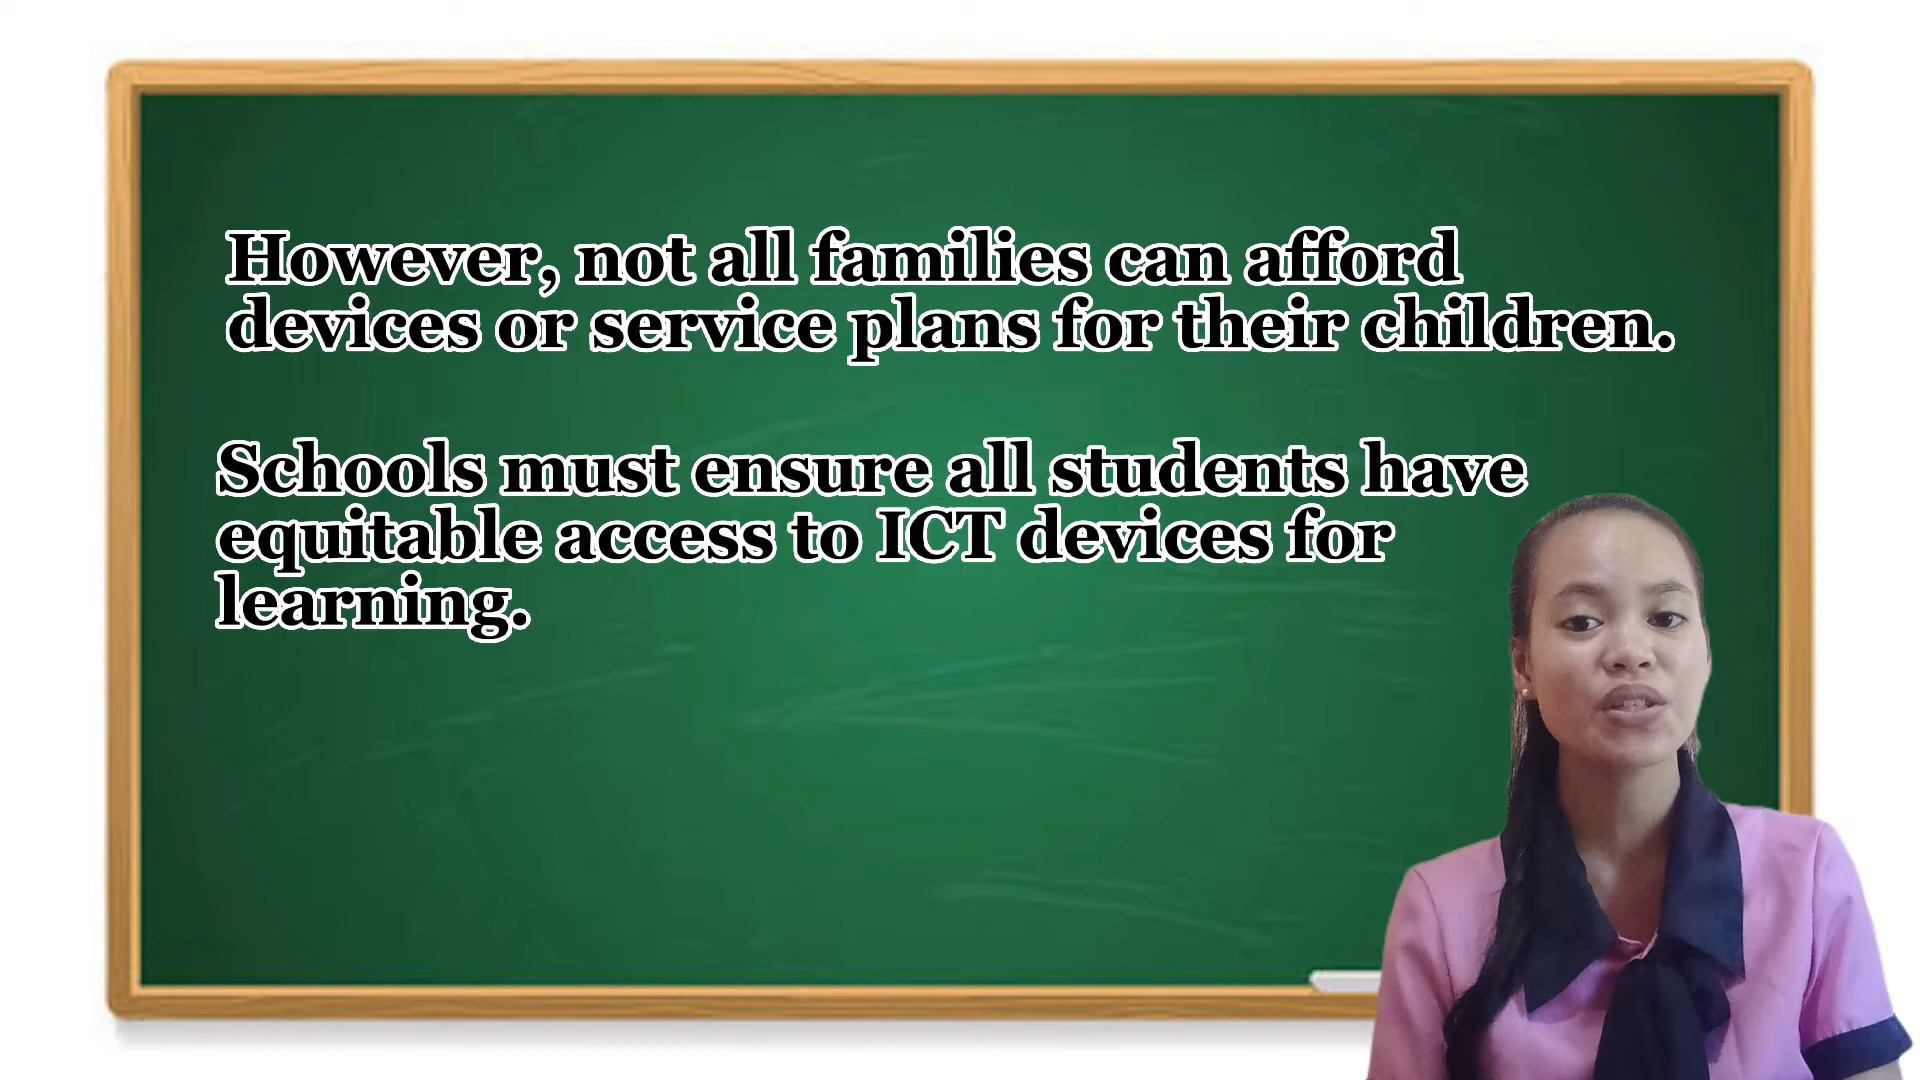 However, not all families can afford
devices or service plans for their children.
Schools must ensure all students have
equitable access to ICT devices for
learning.